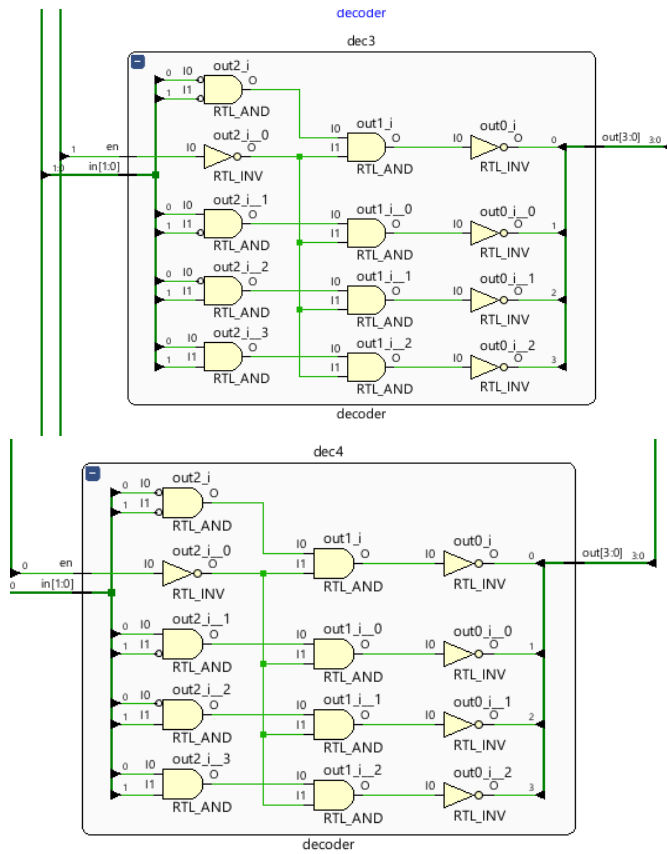 decoder
dec3
out2_i
0 I0 O
1 I1
RTL_AND
out2_i__0
out1_i
out0_i
1 en I0 O
I0 O
I1
I0 O
0 out[3:0] 3:0
1:0 in[1:0]
RTL_INV
RTL_AND
RTL_INV
out2_i__1
out1_i__0
out0_i__0
0 I0 O
1 I1
I0 O
I1
I0 O
1
RTL_AND
RTL_AND
RTL_INV
out2_i__2
out1_i__1
out0_i__1
0 I0 O
1 I1
I0 O
I1
I0 O
2
RTL_AND
RTL_AND
RTL_INV
out2_i__3
out1_i__2
out0_i__2
0 I0 O
1 I1
I0 O
I1
I0 O
3
RTL_AND
RTL_AND
RTL_INV
decoder
dec4
out2_i
0 I0 O
1 I1
RTL_AND
out2_i__0
out1_i
out0_i
0 en I0 O
I0 O
I1
I0 O
0 out[3:0] 3:0
0 in[1:0]
RTL_INV
RTL_AND
RTL_INV
out2_i__1
out1_i__0
out0_i__0
0 I0 O
1 I1
I0 O
I1
I0 O
1
RTL_AND
RTL_AND
RTL_INV
out2_i__2
out1_i__1
out0_i__1
0 I0 O
1 I1
I0 O
I1
I0 O
2
RTL_AND
RTL_AND
RTL_INV
out2_i__3
out1_i__2
out0_i__2
0 I0 O
1 I1
I0 O
I1
I0 O
3
RTL_AND
RTL_AND
RTL_INV
decoder